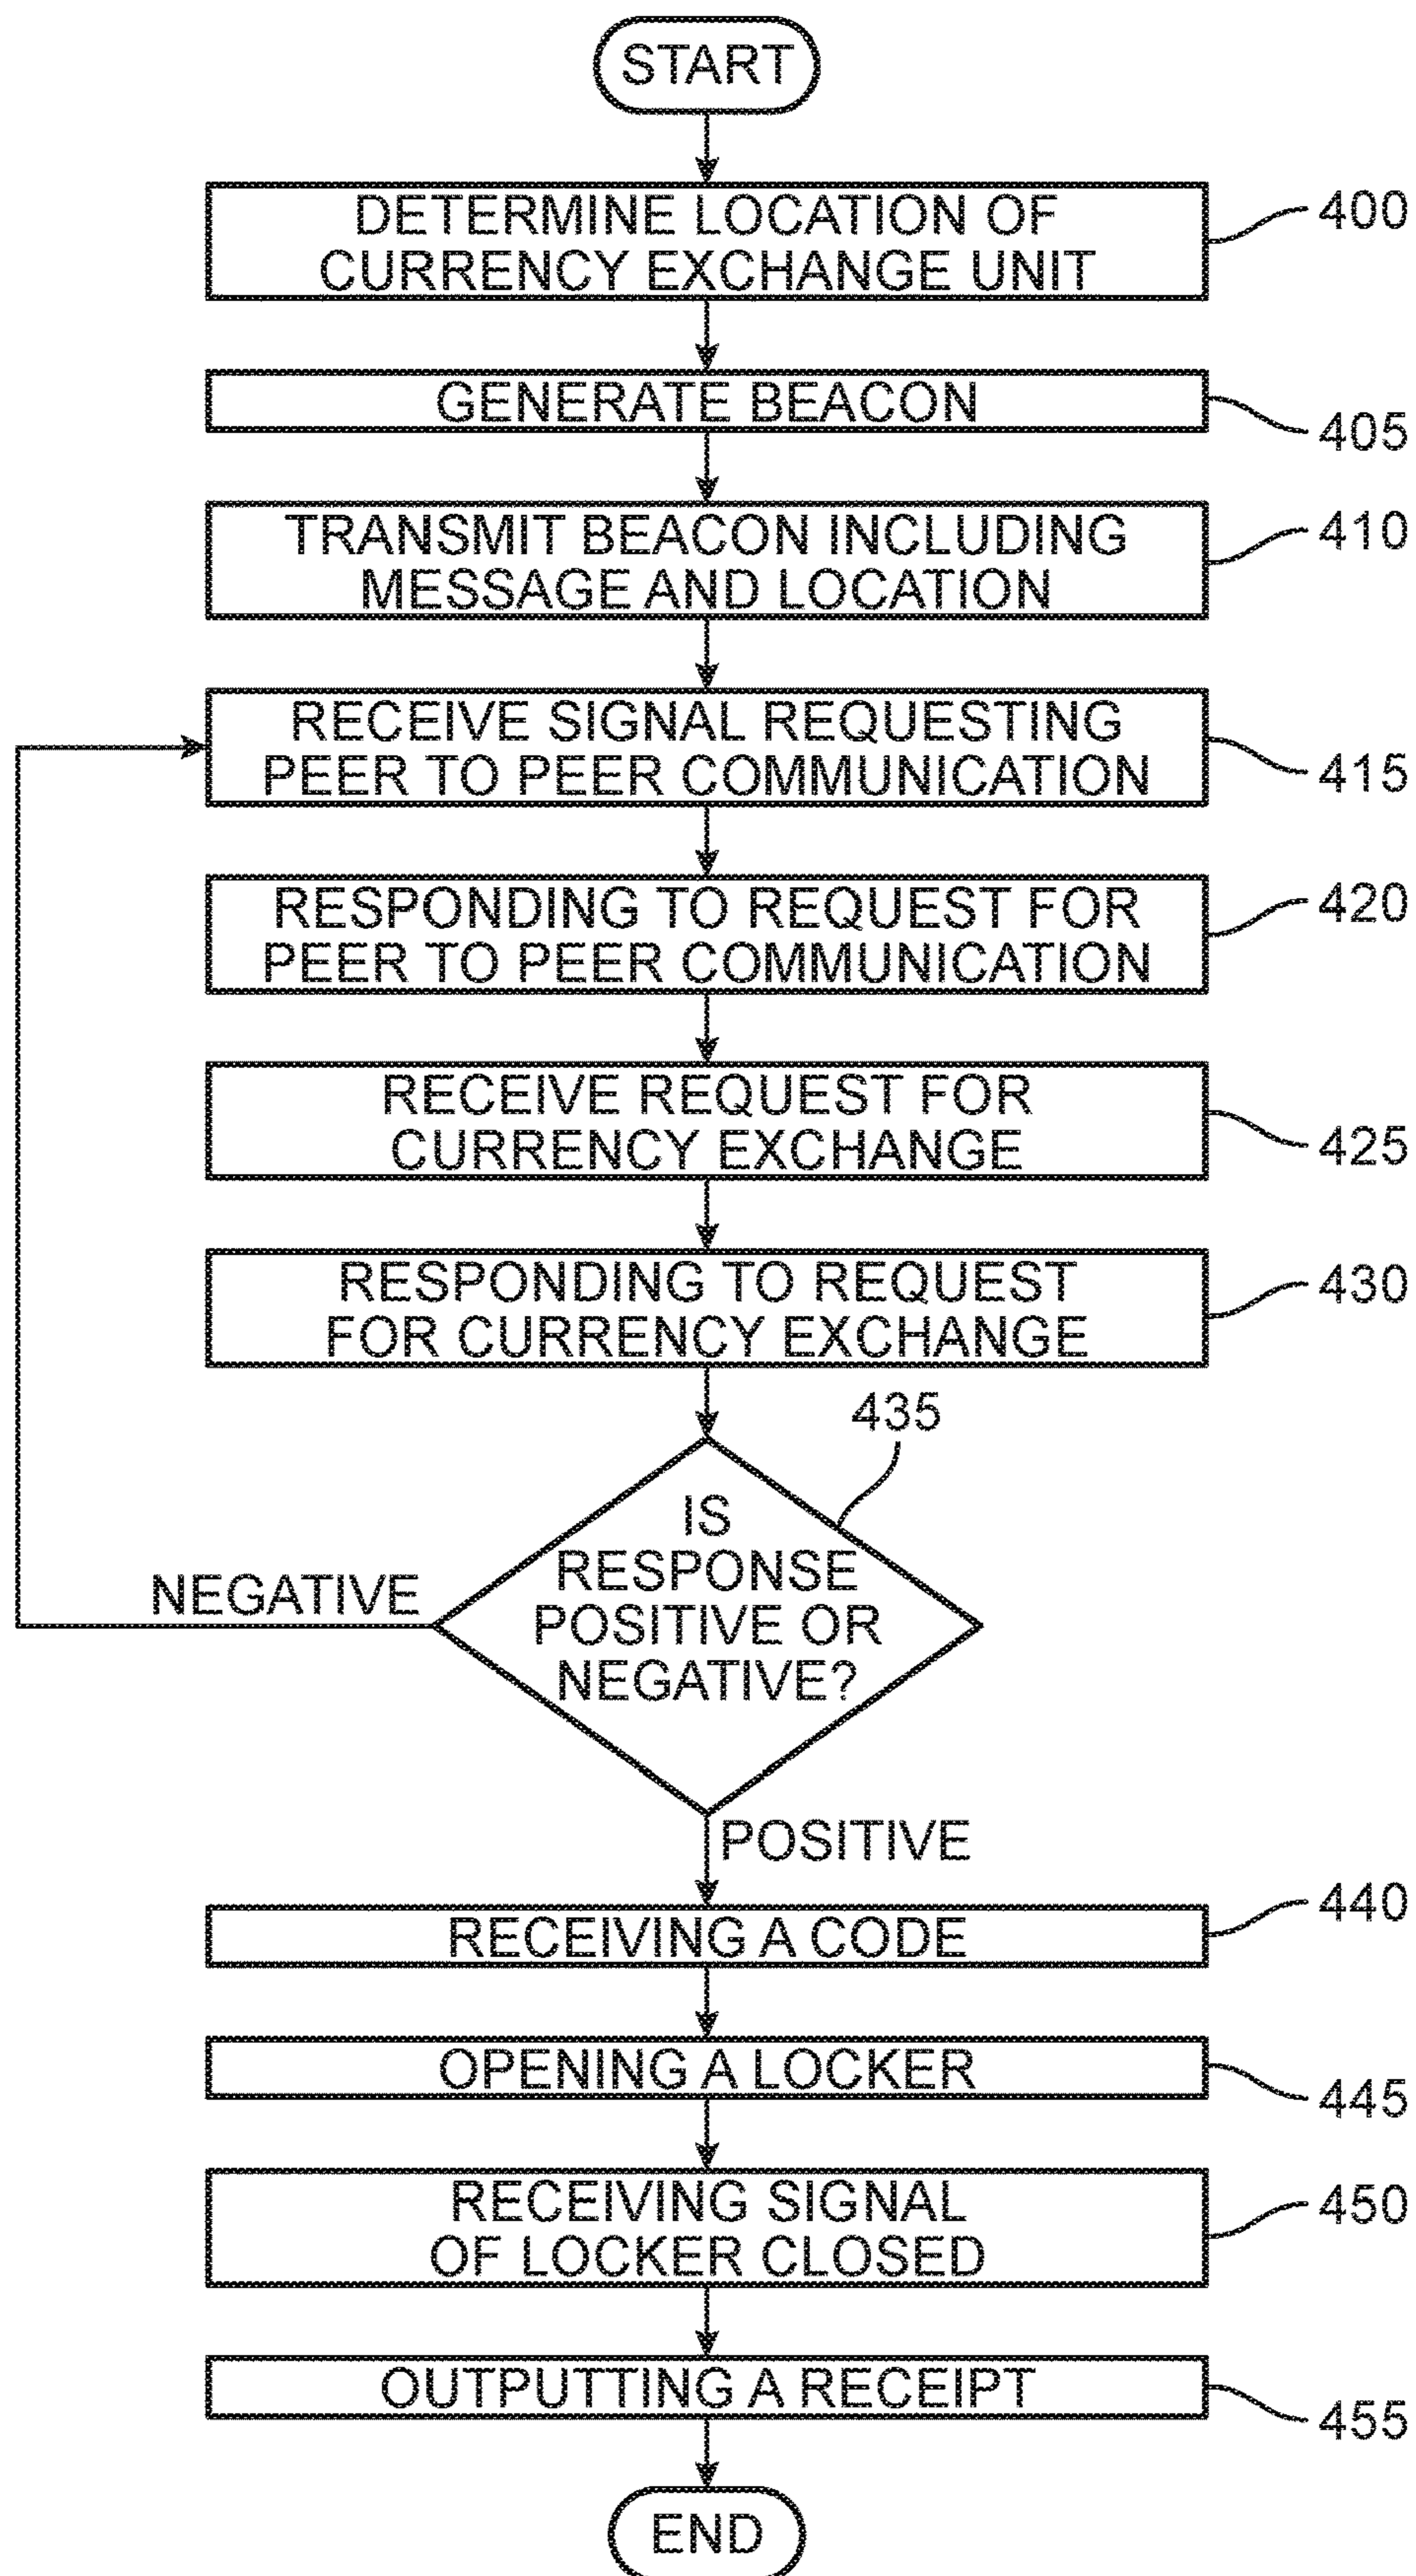 START
DETERMINE LOCATION OF
CURRENCY EXCHANGE UNIT
400
GENERATE BEACON
405
TRANSMIT BEACON INCLUDING
MESSAGE AND LOCATION
410
RECEIVE SIGNAL REQUESTING
PEER TO PEER COMMUNICATION
415
RESPONDING TO REQUEST FOR
PEER TO PEER COMMUNICATION
420
RECEIVE REQUEST FOR
CURRENCY EXCHANGE
425
RESPONDING TO REQUEST
FOR CURRENCY EXCHANGE
430
435
IS
RESPONSE
POSITIVE OR
NEGATIVE?
NEGATIVE
POSITIVE
RECEIVING A CODE
440
OPENING A LOCKER
445
RECEIVING SIGNAL
OF LOCKER CLOSED
450
OUTPUTTING A RECEIPT
455
END